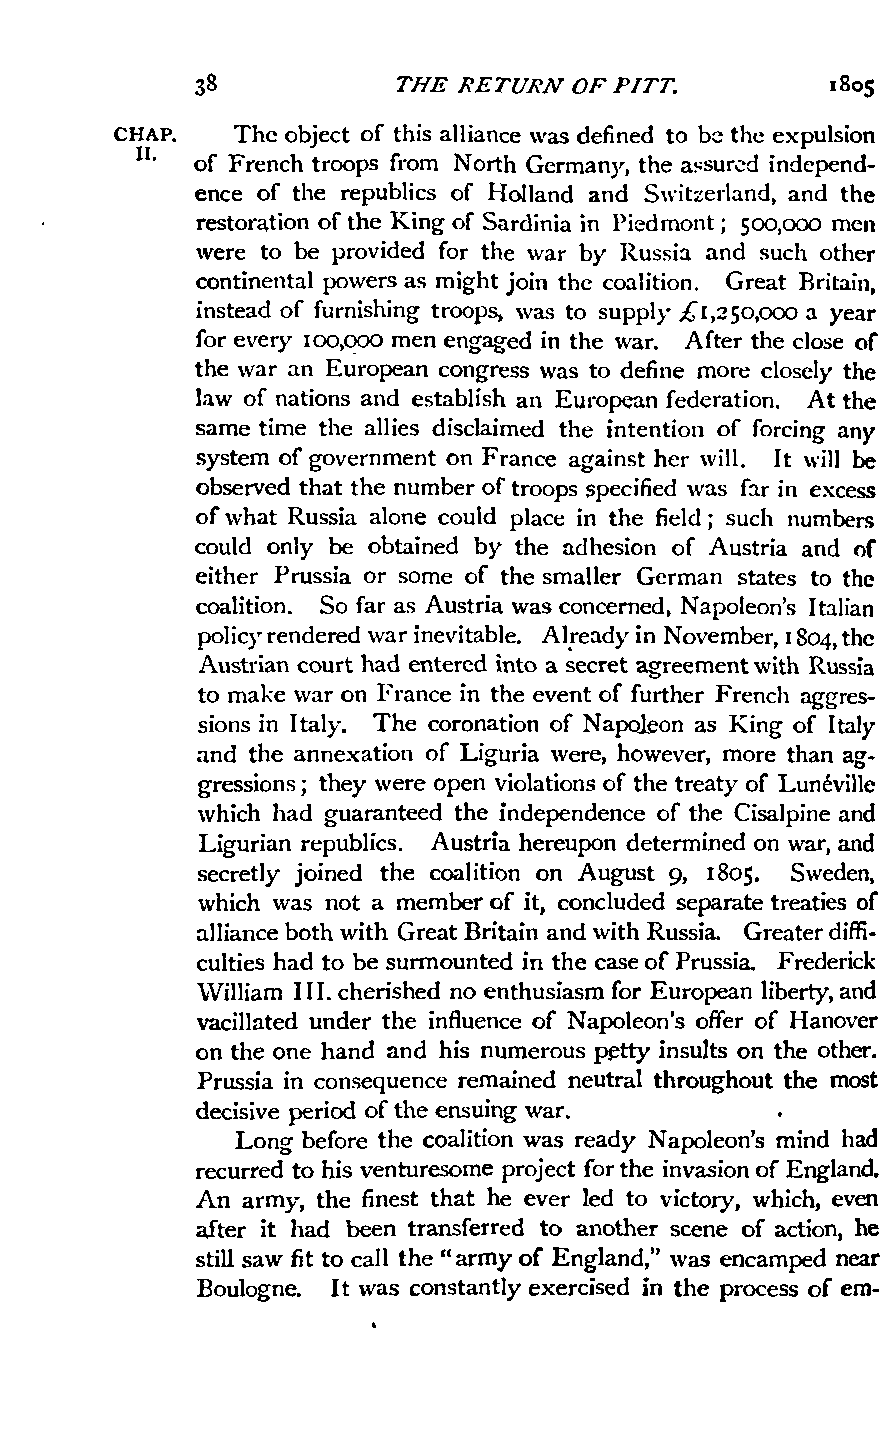 38 THE RETURN OF PITT. 1805
CHAP. The object of this alliance was defined to be the expulsion
II. of French troops from North Germany, the assured independ-
ence of the republics of Holland and Switzerland, and the
restoration of the King of Sardinia in Piedmont; 500,000 men
were to be provided for the war by Russia and such other
continental powers as might join the coalition. Great Britain,
instead of furnishing troops, was to supply £1,250,000 a year
for every 100,000 men engaged in the war. After the close of
the war an European congress was to define more closely the
law of nations and establish an European federation. At the
same time the allies disclaimed the intention of forcing any
system of government on France against her will. It will be
observed that the number of troops specified was far in excess
of what Russia alone could place in the field; such numbers
could only be obtained by the adhesion of Austria and of
either Prussia or some of the smaller German states to the
coalition. So far as Austria was concerned, Napoleon's Italian
policy rendered war inevitable. Already in November, 1804, the
Austrian court had entered into a secret agreement with Russia
to make war on France in the event of further French aggres-
sions in Italy. The coronation of Napoleon as King of Italy
and the annexation of Liguria were, however, more than ag-
gressions; they were open violations of the treaty of Lunéville
which had guaranteed the independence of the Cisalpine and
Ligurian republics. Austria hereupon determined on war, and
secretly joined the coalition on August 9, 1805. Sweden,
which was not a member of it, concluded separate treaties of
alliance both with Great Britain and with Russia. Greater diffi-
culties had to be surmounted in the case of Prussia. Frederick
William III. cherished no enthusiasm for European liberty, and
vacillated under the influence of Napoleon's offer of Hanover
on the one hand and his numerous petty insults on the other.
Prussia in consequence remained neutral throughout the most
decisive period of the ensuing war.
Long before the coalition was ready Napoleon's mind had
recurred to his venturesome project for the invasion of England.
An army, the finest that he ever led to victory, which, even
after it had been transferred to another scene of action, he
still saw fit to call the "army of England," was encamped near
Boulogne. It was constantly exercised in the process of em-